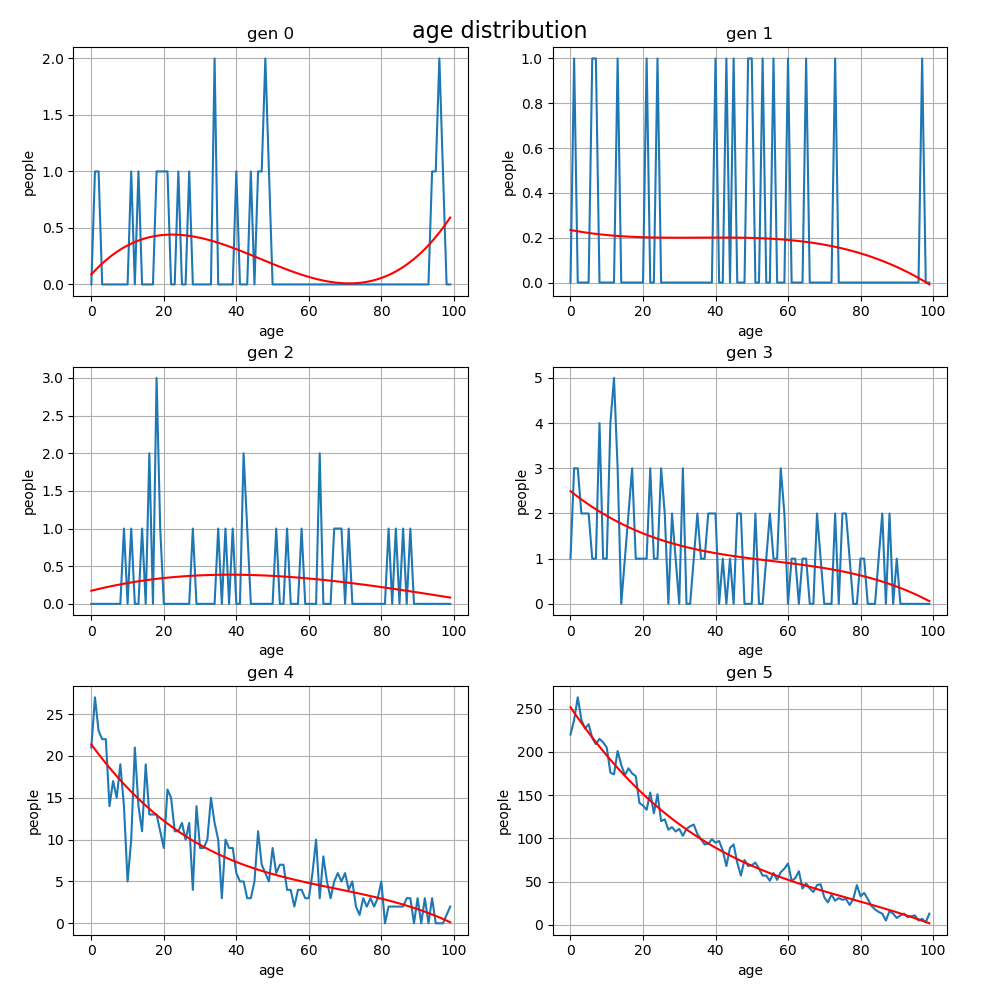 age distribution
gen 0
people
2.0
1.5
1.0
0.5
0.0
0 20 40 60 80 100
age
gen 1
people
1.0
0.8
0.6
0.4
0.2
0.0
0 20 40 60 80 100
age
gen 2
people
3.0
2.5
2.0
1.5
1.0
0.5
0.0
0 20 40 60 80 100
age
gen 3
people
5
4
3
2
1
0
0 20 40 60 80 100
age
gen 4
people
25
20
15
10
5
0
0 20 40 60 80 100
age
gen 5
people
250
200
150
100
50
0
0 20 40 60 80 100
age